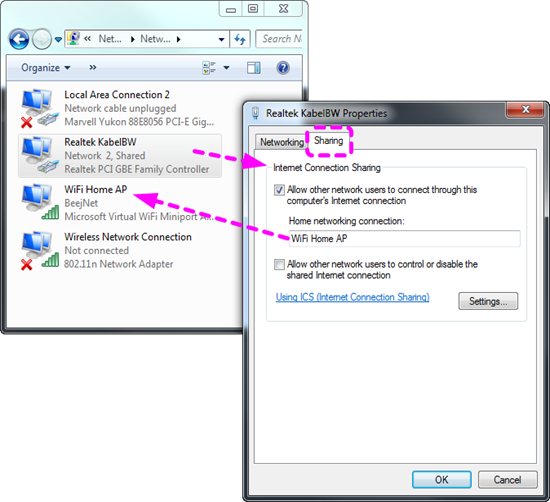 Net... Netw...
Search N
Organize
»
Local Area Connection 2
Network cable unplugged
Marvell Yukon 88E8056 PCI-E Gig...
Realtek KabelBW
Network 2, Shared
Realtek PCI GBE Family Controller
WiFi Home AP
BeejNet
Microsoft Virtual WiFi Miniport A...
Wireless Network Connection
Not connected
802.11n Network Adapter
Realtek KabelBW Properties
Networking Sharing
Internet Connection Sharing
Allow other network users to connect through this
computer's Internet connection
Home networking connection:
WiFi Home AP
Allow other network users to control or disable the
shared Internet connection
Using ICS (Internet Connection Sharing)
Settings...
OK Cancel